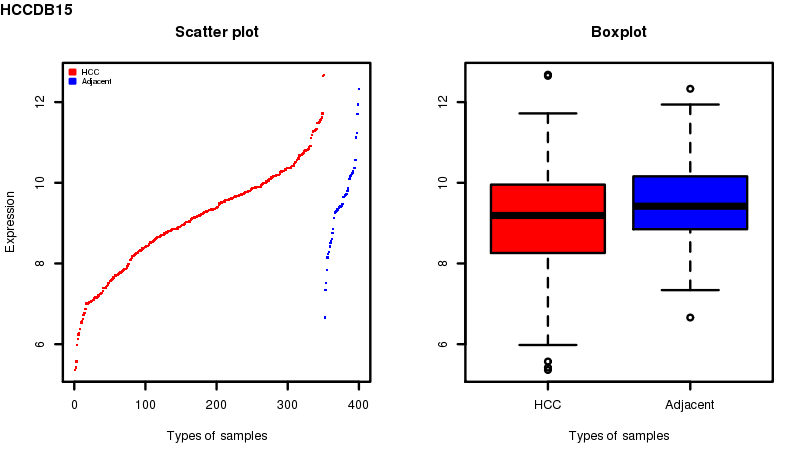 HCCDB15
Scatter plot
HCC
Adjacent
Expression
6
8
10
12
0
100
200
300
400
Types of samples
Boxplot
6
8
10
12
HCC
Adjacent
Types of samples